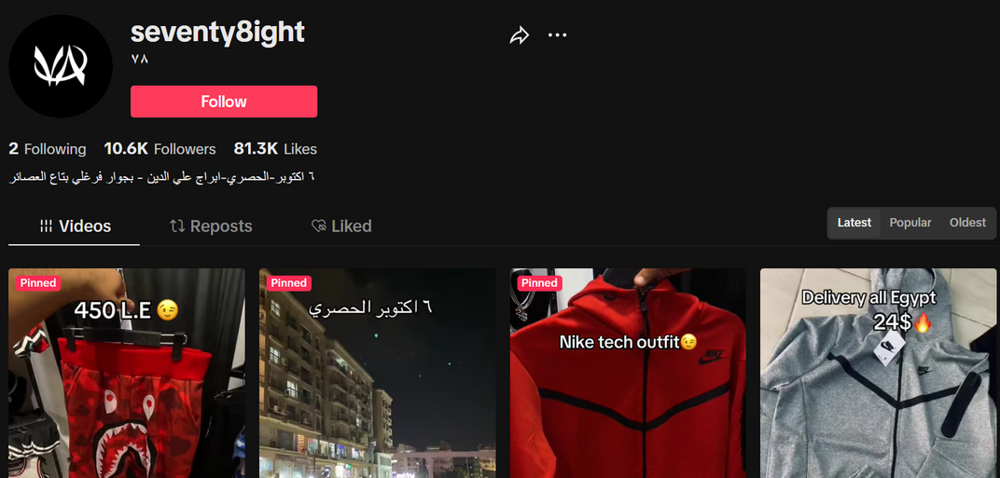 seventy8ight
٧٨
Follow
2 Following 10.6K Followers 81.3K Likes
٦ اكتوبر-الحصري-ابراج علي الدين - بجوار فرغلي بتاع العصائر
Videos Reposts Liked
Latest Popular Oldest
Pinned
450 L.E 😉
Pinned
٦ اكتوبر الحصري
Pinned
Nike tech outfit😉
Delivery all Egypt
24$🔥